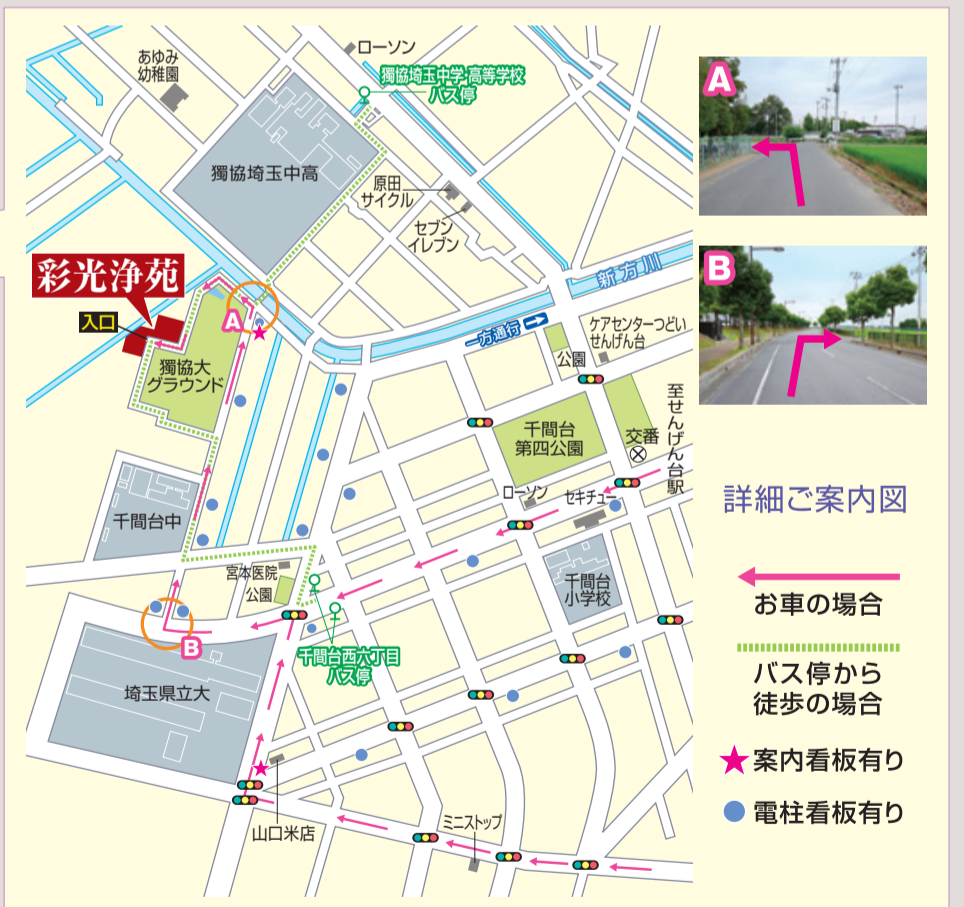 ローソン
あゆみ
幼稚園
獨協埼玉中学・高等学校
バス停
獨協埼玉中高
原田
サイクル
セブン
イレブン
彩光浄苑
入口
A
新方川
一方通行
ケアセンターつどい
せんげん台
公園
獨協大
グラウンド
至せんげん台駅
千間台
第四公園
交番
ローソン
セキチュー
千間台中
宮本医院
公園
千間台
小学校
B
千間台西六丁目
バス停
埼玉県立大
山口米店
ミニストップ
A
B
詳細ご案内図
お車の場合
バス停から
徒歩の場合
案内看板有り
電柱看板有り